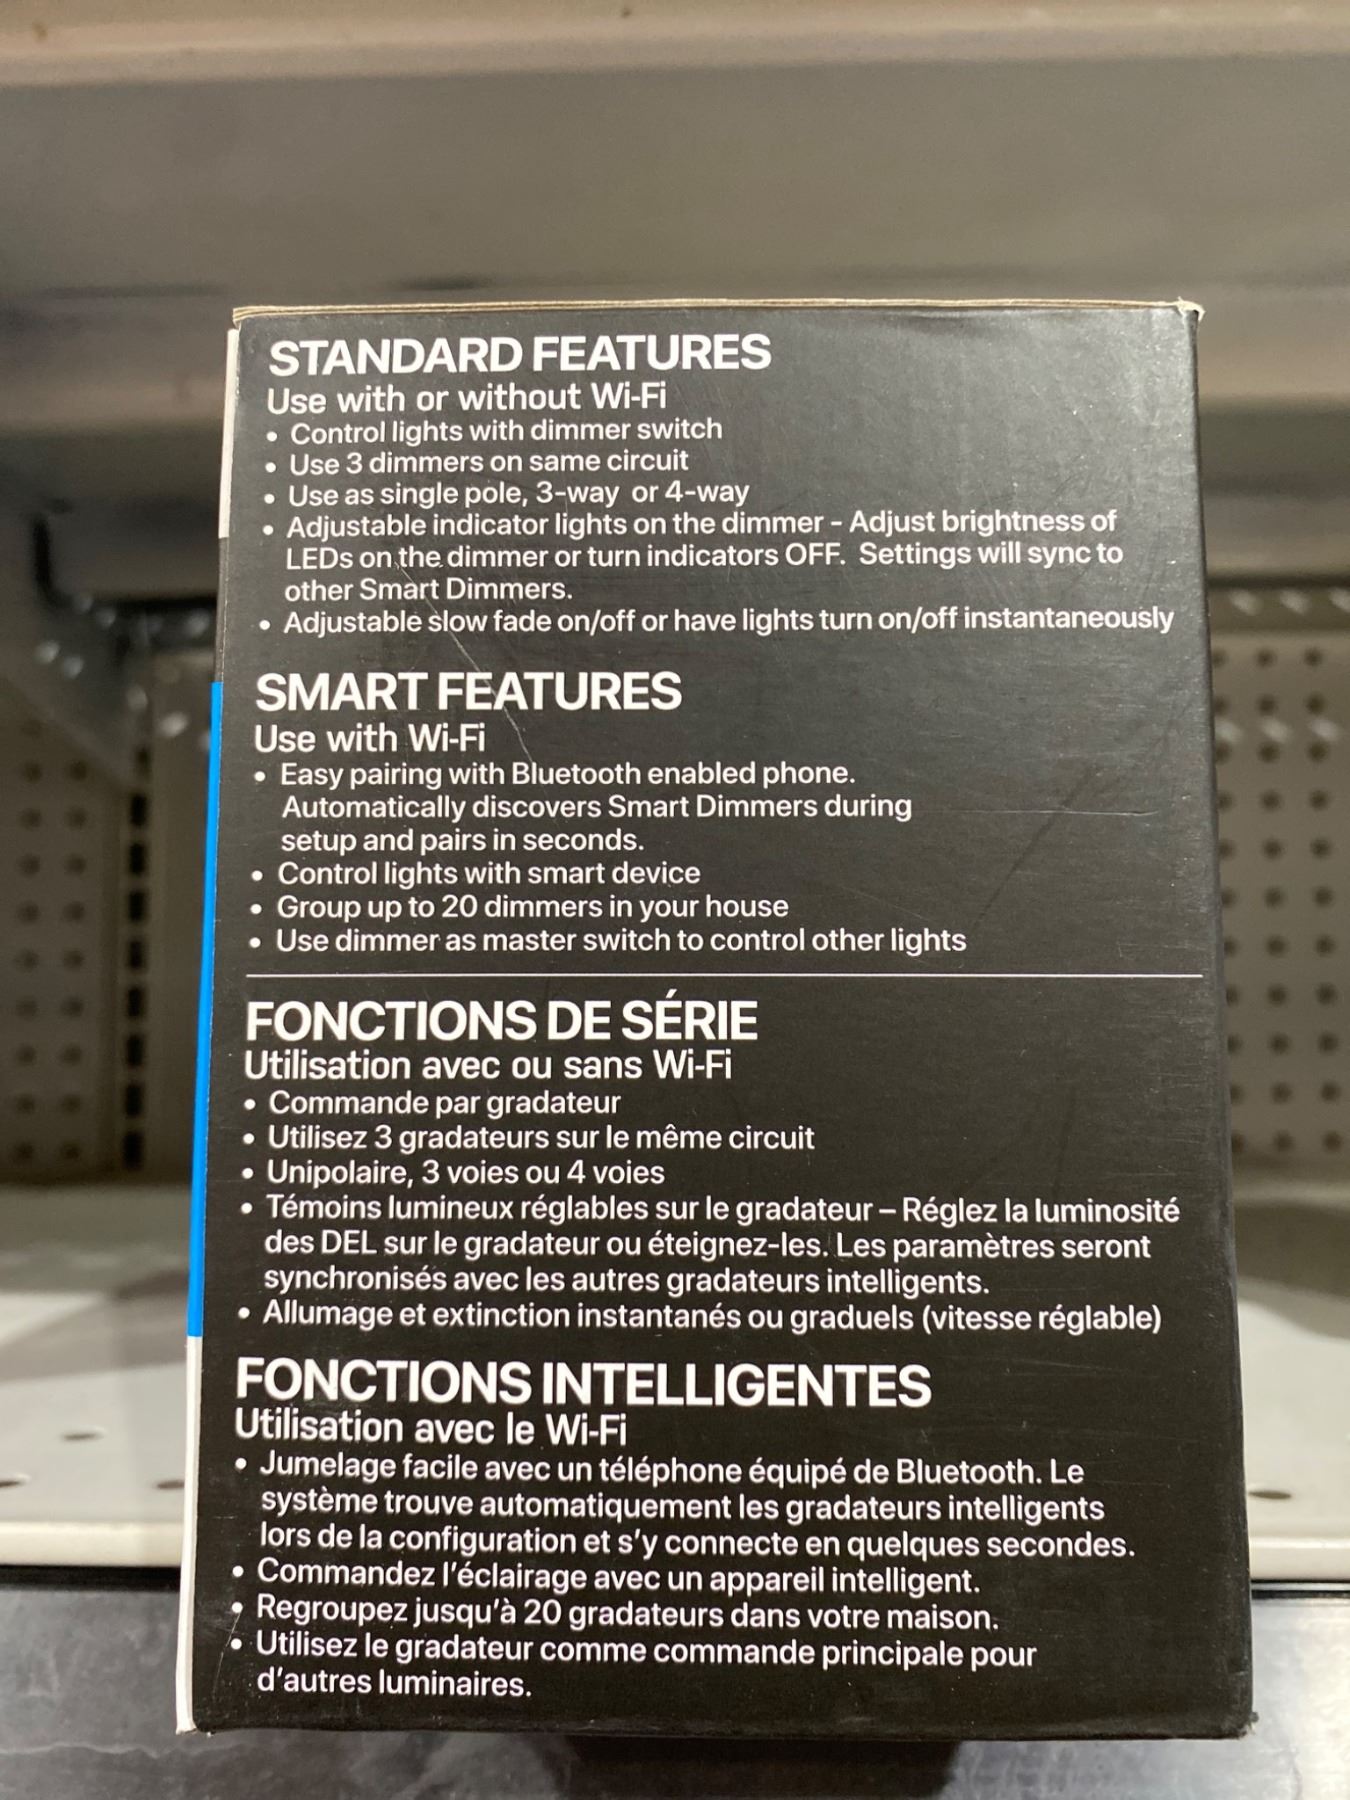 STANDARD FEATURES
Use with or without Wi-Fi
• Control lights with dimmer switch
• Use 3 dimmers on same circuit
• Use as single pole, 3-way or 4-way
• Adjustable indicator lights on the dimmer - Adjust brightness of
LEDs on the dimmer or turn indicators OFF. Settings will sync to
other Smart Dimmers.
• Adjustable slow fade on/off or have lights turn on/off instantaneously
SMART FEATURES
Use with Wi-Fi
• Easy pairing with Bluetooth enabled phone.
Automatically discovers Smart Dimmers during
setup and pairs in seconds.
• Control lights with smart device
• Group up to 20 dimmers in your house
• Use dimmer as master switch to control other lights
FONCTIONS DE SÉRIE
Utilisation avec ou sans Wi-Fi
• Commande par gradateur
• Utilisez 3 gradateurs sur le même circuit
• Unipolaire, 3 voies ou 4 voies
• Témoins lumineux réglables sur le gradateur – Réglez la luminosité
des DEL sur le gradateur ou éteignez-les. Les paramètres seront
synchronisés avec les autres gradateurs intelligents.
• Allumage et extinction instantanés ou graduels (vitesse réglable)
FONCTIONS INTELLIGENTES
Utilisation avec le Wi-Fi
• Jumelage facile avec un téléphone équipé de Bluetooth. Le
système trouve automatiquement les gradateurs intelligents
lors de la configuration et s'y connecte en quelques secondes.
• Commandez l'éclairage avec un appareil intelligent.
• Regroupez jusqu'à 20 gradateurs dans votre maison.
• Utilisez le gradateur comme commande principale pour
d'autres luminaires.